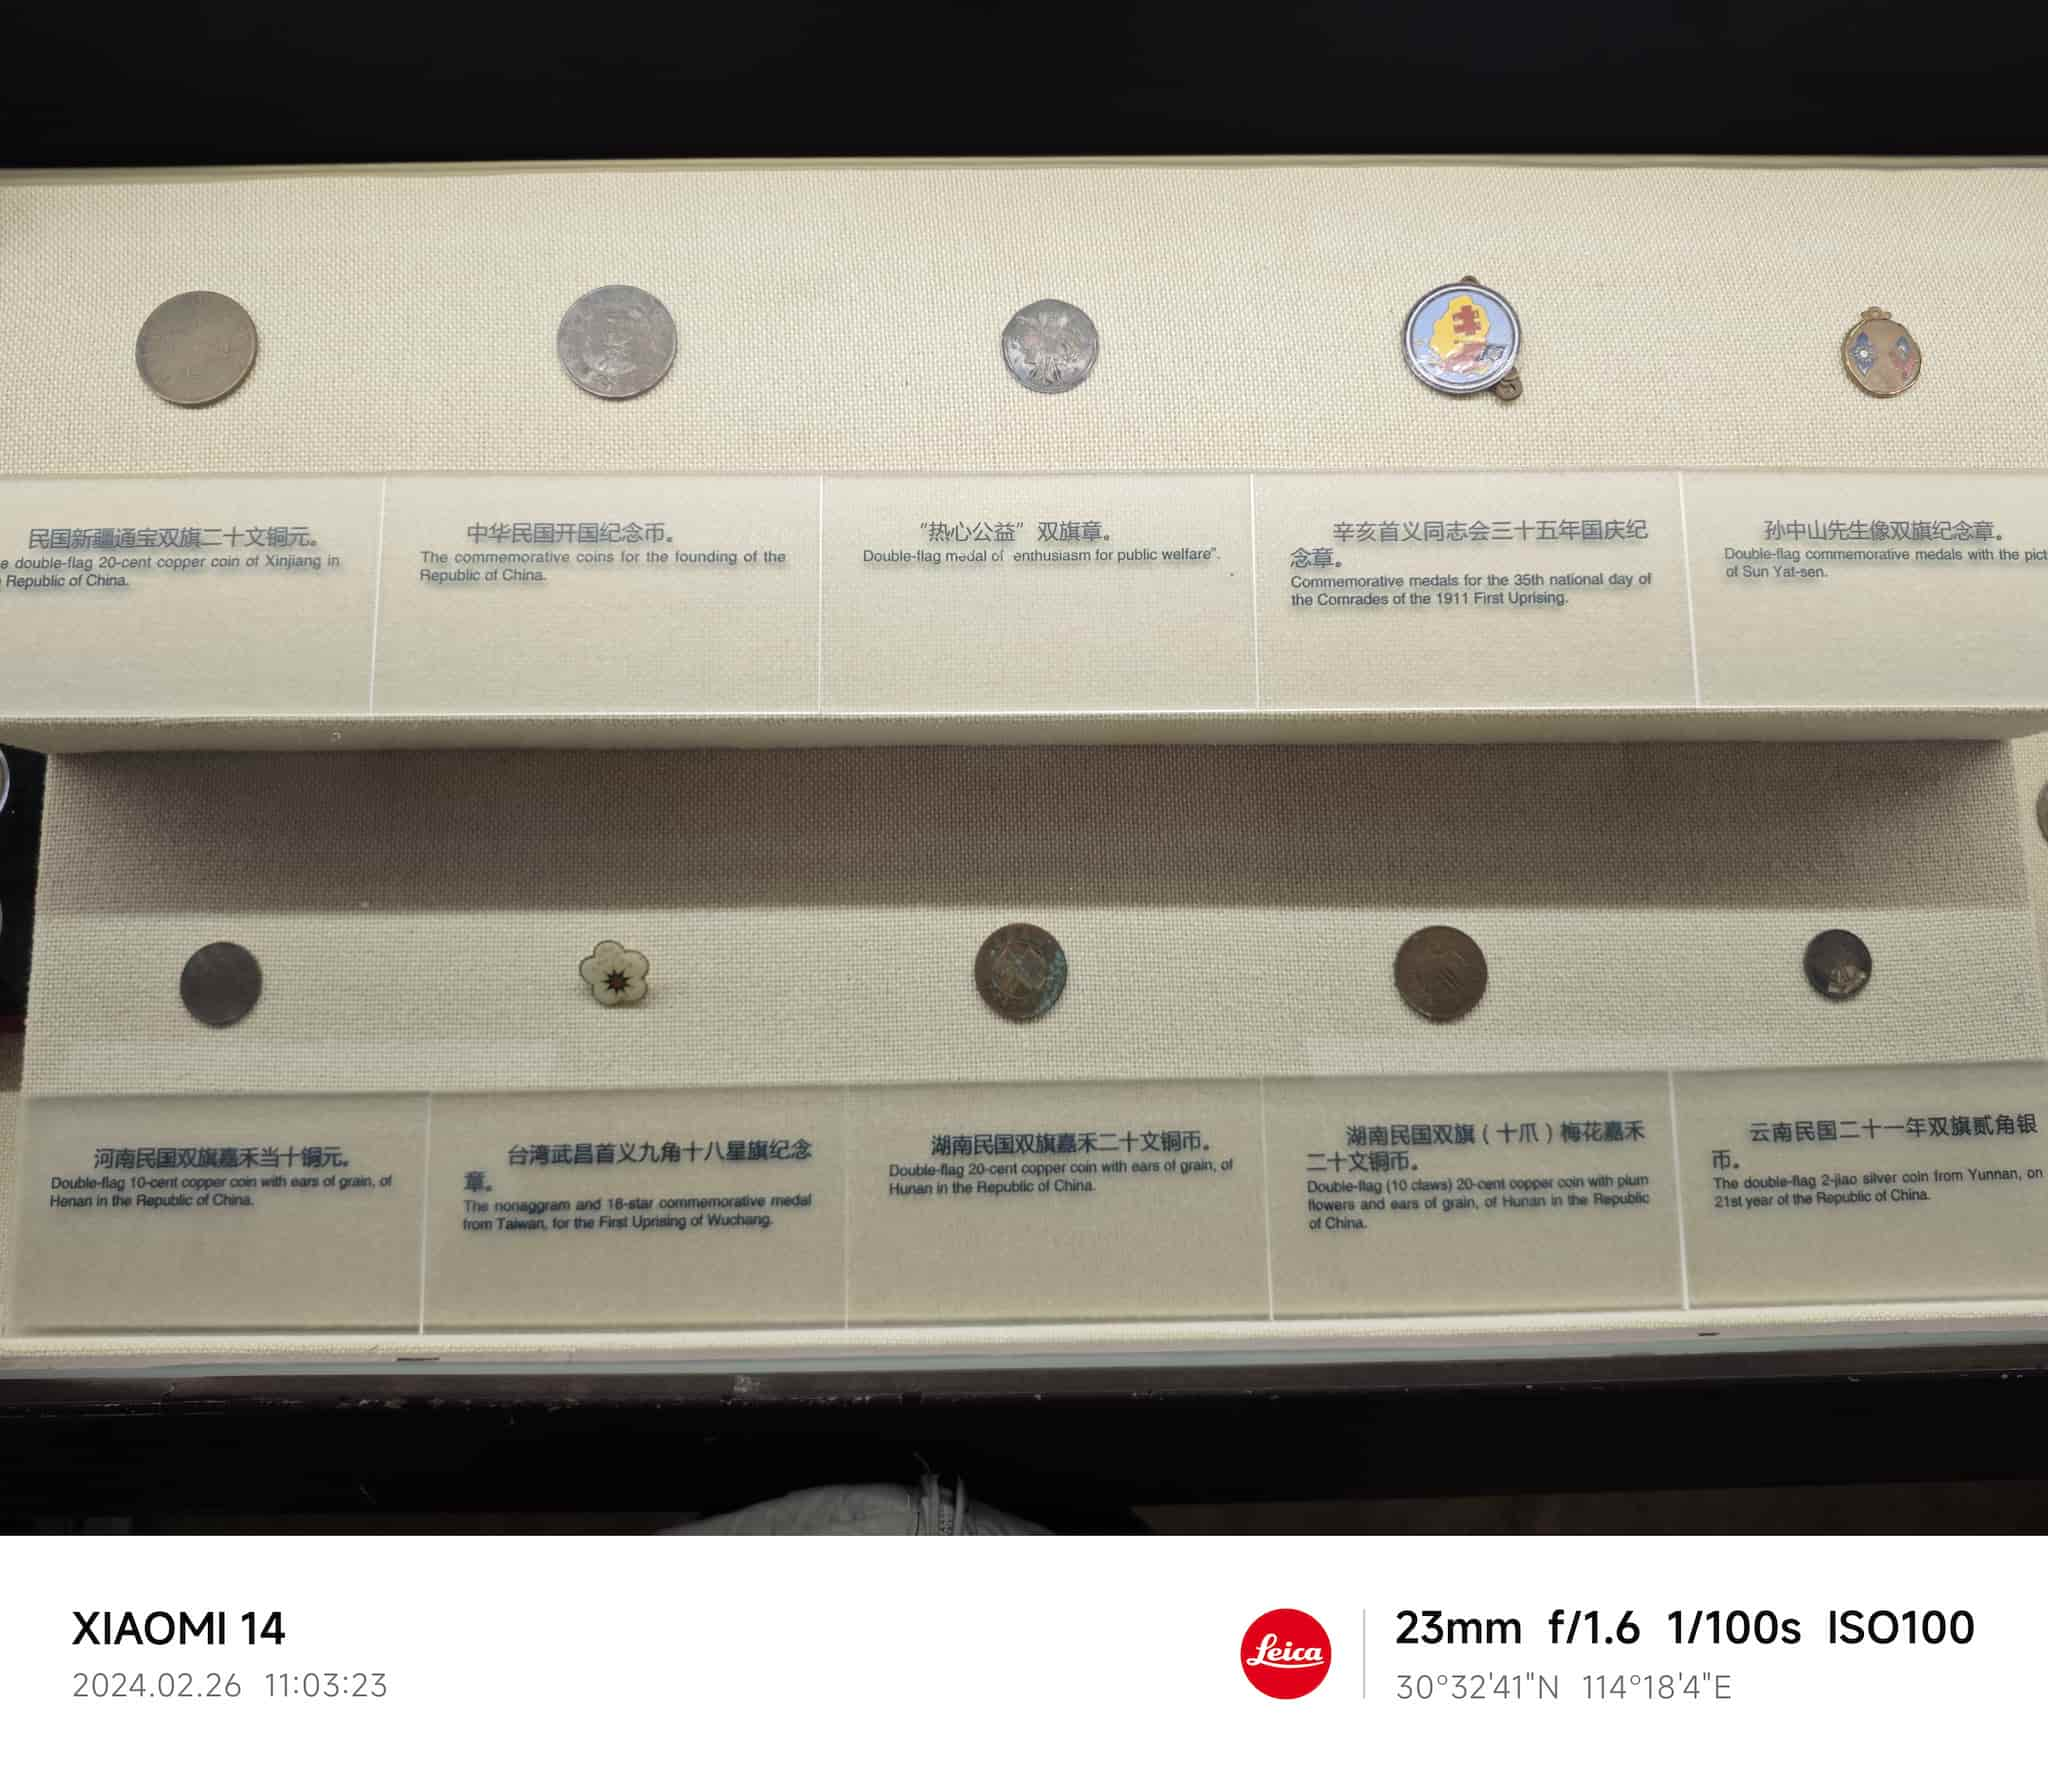 民国新疆通宝双旗二十文铜元。
e double-flag 20-cent copper coin of Xinjiang in
Republic of China.
中华民国开国纪念币。
The commemorative coins for the founding of the
Republic of China.
“热心公益”双旗章。
Double-flag medal of enthusiasm for public welfare”.
辛亥首义同志会三十五年国庆纪
念章。
Commemorative medals for the 35th national day of
the Comrades of the 1911 First Uprising.
孙中山先生像双旗纪念章。
Double-flag commemorative medals with the pict
of Sun Yat-sen.
河南民国双旗嘉禾当十铜元。
Double-flag 10-cent copper coin with ears of grain, of
Henan in the Republic of China.
台湾武昌首义九角十八星旗纪念
章。
The nonaggram and 18-star commemorative medal
from Taiwan, for the First Uprising of Wuchang.
湖南民国双旗嘉禾二十文铜币。
Double-flag 20-cent copper coin with ears of grain, of
Hunan in the Republic of China.
湖南民国双旗（十爪）梅花嘉禾
二十文铜币。
Double-flag (10 claws) 20-cent copper coin with plum
flowers and ears of grain, of Hunan in the Republic
of China.
云南民国二十一年双旗贰角银
币。
The double-flag 2-jiao silver coin from Yunnan, on
21st year of the Republic of China.
XIAOMI 14
2024.02.26 11:03:23
Leica
23mm f/1.6 1/100s ISO100
30°32'41"N 114°18'4"E